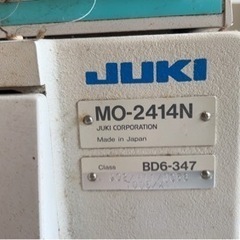 JUKI
MO-2414N
JUKI CORPORATION
Made in Japan
Class BD6-347